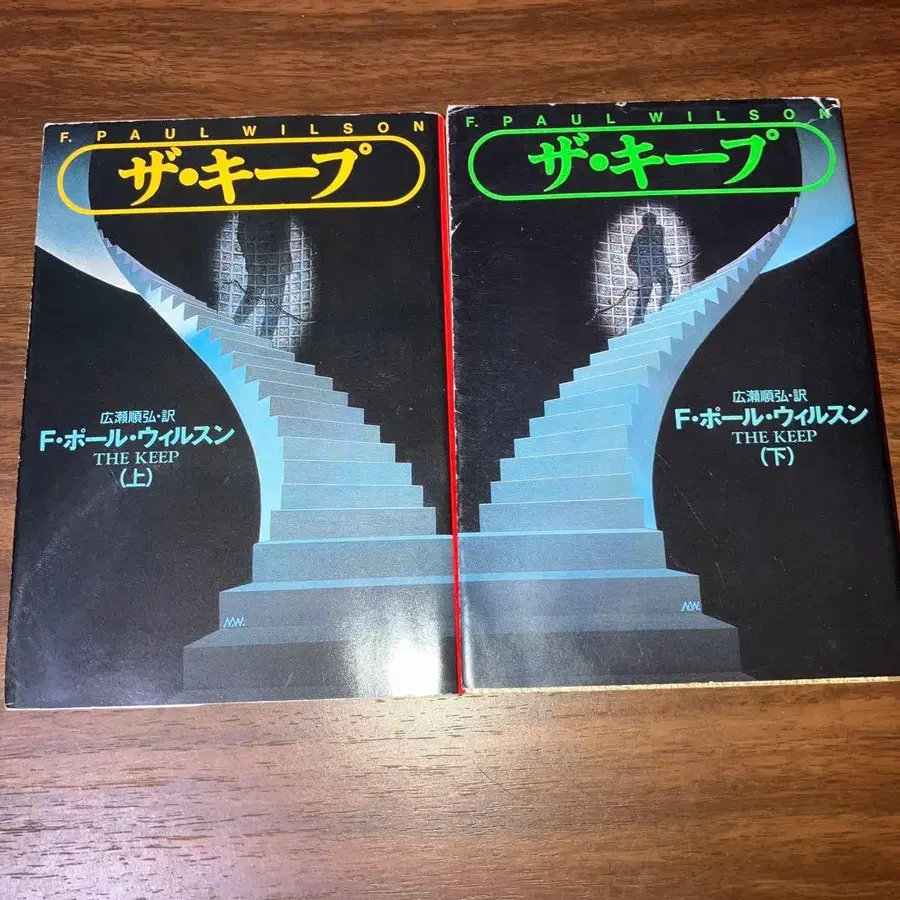 F. PAUL WILSON
ザ・キープ
広瀬順弘・訳
F・ポール・ウィルスン
THE KEEP
(上)
N.W.
F. PAUL WILSON
ザ・キープ
広瀬順弘・訳
F・ポール・ウィルスン
THE KEEP
(下)
N.W.